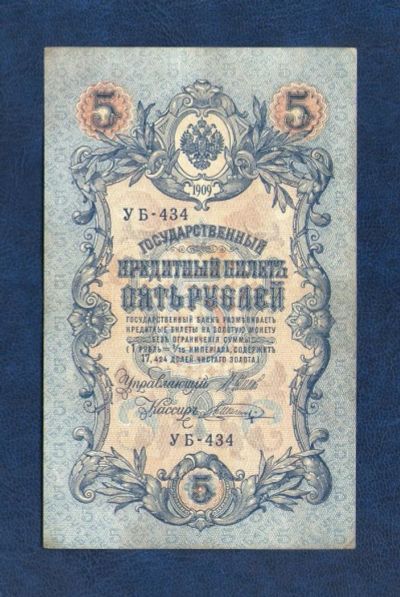 5 5
1909
УБ-434
ГОСУДАРСТВЕННЫЙ
КРЕДИТНЫЙ БИЛЕТЪ
ПЯТЬ РУБЛЕЙ
ГОСУДАРСТВЕННЫЙ БАНКЪ РАЗМѢНИВАЕТЪ
КРЕДИТНЫЕ БИЛЕТЫ НА ЗОЛОТУЮ МОНЕТУ
БЕЗЪ ОГРАНИЧЕНІЯ СУММЫ
(1 РУБЛЬ = 1/15 ИМПЕРІАЛА, СОДЕРЖИТЪ
17,424 ДОЛЕЙ ЧИСТАГО ЗОЛОТА)
Управляющій
Кассиръ
УБ-434
5